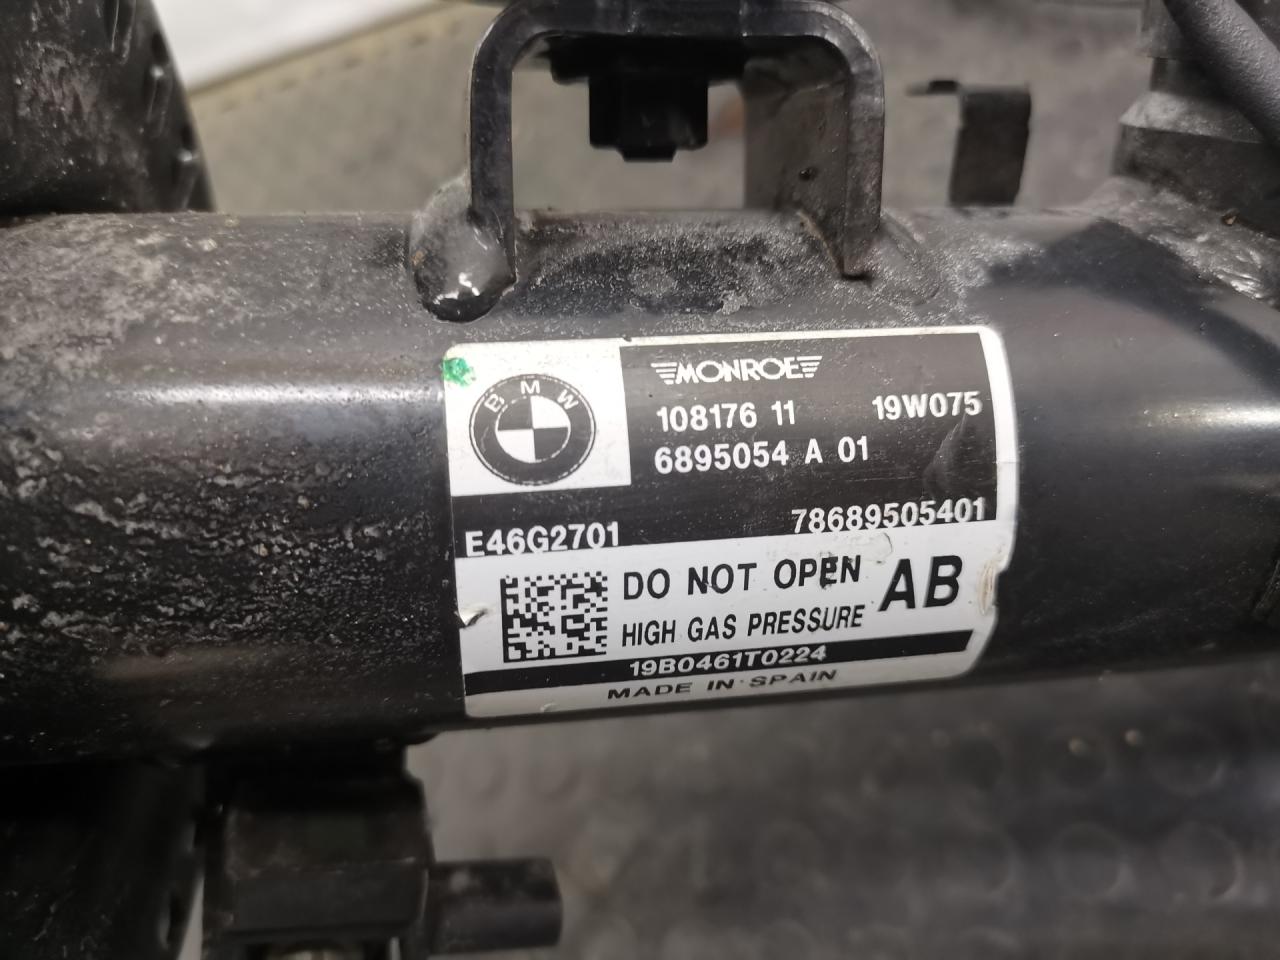 BMW
MONROE
108176 11 19W075
6895054 A 01
E46G2701 78689505401
DO NOT OPEN AB
HIGH GAS PRESSURE
19B0461T0224
MADE IN SPAIN